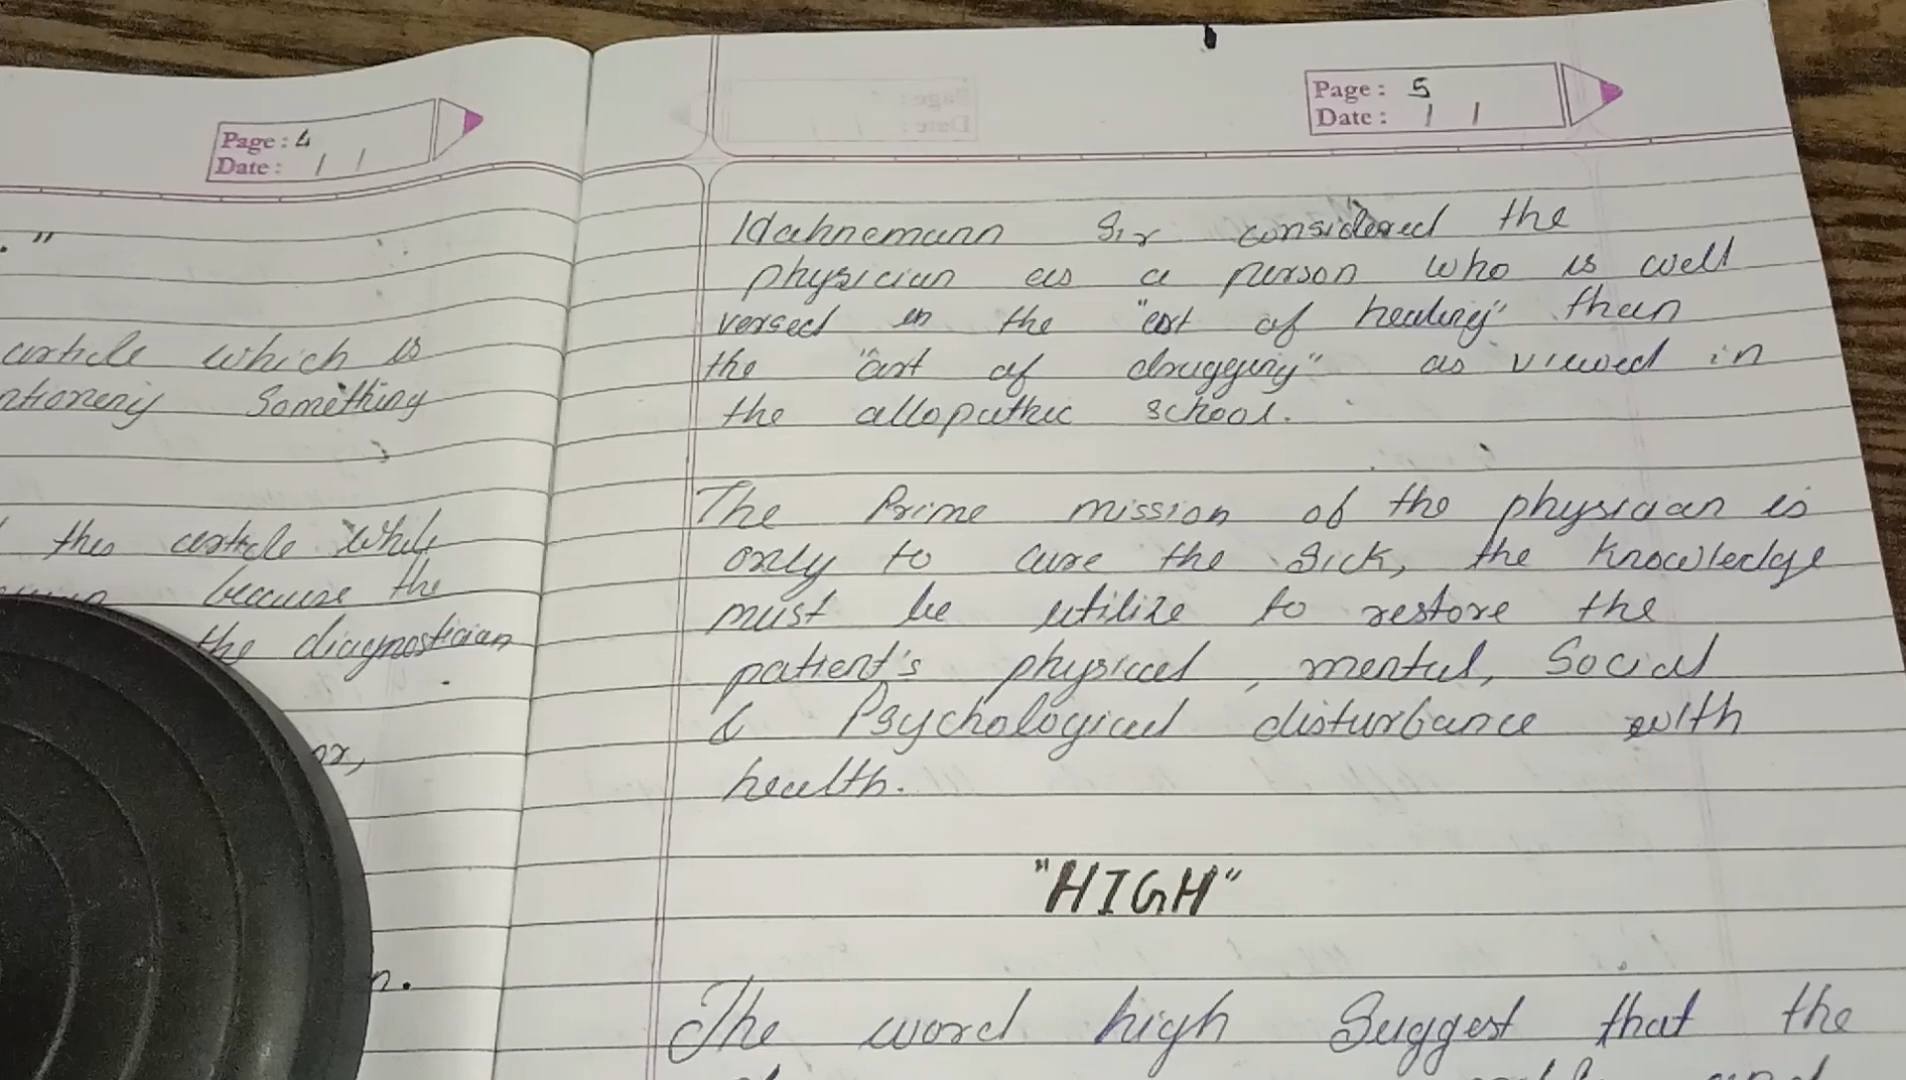 Page : 4
Date : / /
."
article which is
Something
this article while
because the
the diagnostician
or,
n.
Page : 5
Date : / /
Hahnemann Sir considered the
physician as a person who is well
versed in the "art of healing" than
the "art of drugging" as viewed in
the allopathic school.
The Prime mission of the physician is
only to cure the sick, the knowledge
must be utilize to restore the
patient's physical, mental, Social
& Psychological disturbance with
health.
"HIGH"
The word high Suggest that the
and